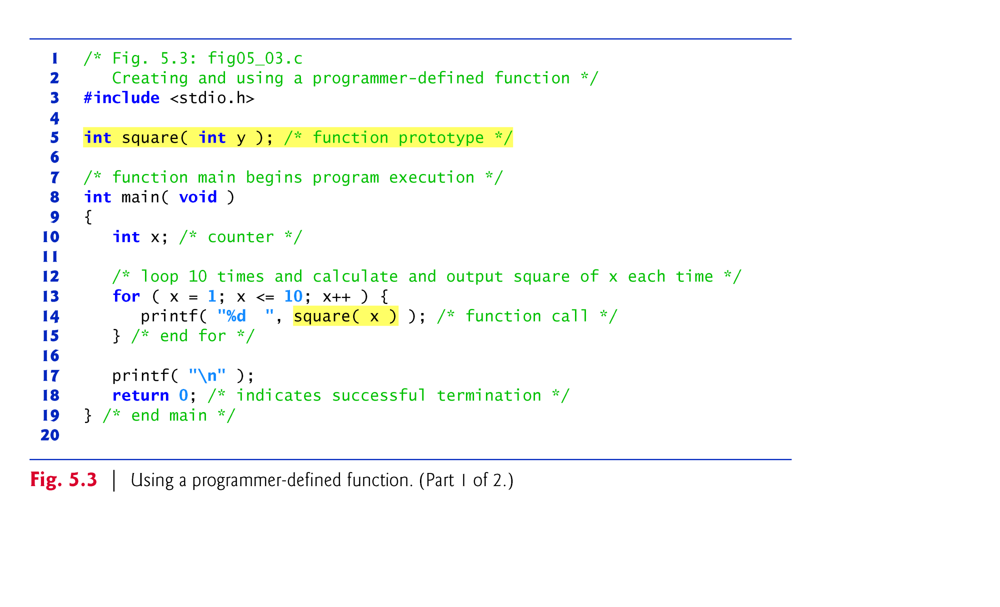 1 /* Fig. 5.3: fig05_03.c
2    Creating and using a programmer-defined function */
3 #include <stdio.h>
4
5 int square( int y ); /* function prototype */
6
7 /* function main begins program execution */
8 int main( void )
9 {
10    int x; /* counter */
11
12    /* loop 10 times and calculate and output square of x each time */
13    for ( x = 1; x <= 10; x++ ) {
14       printf( "%d  ", square( x ) ); /* function call */
15    } /* end for */
16
17    printf( "\n" );
18    return 0; /* indicates successful termination */
19 } /* end main */
20
Fig. 5.3 | Using a programmer-defined function. (Part 1 of 2.)